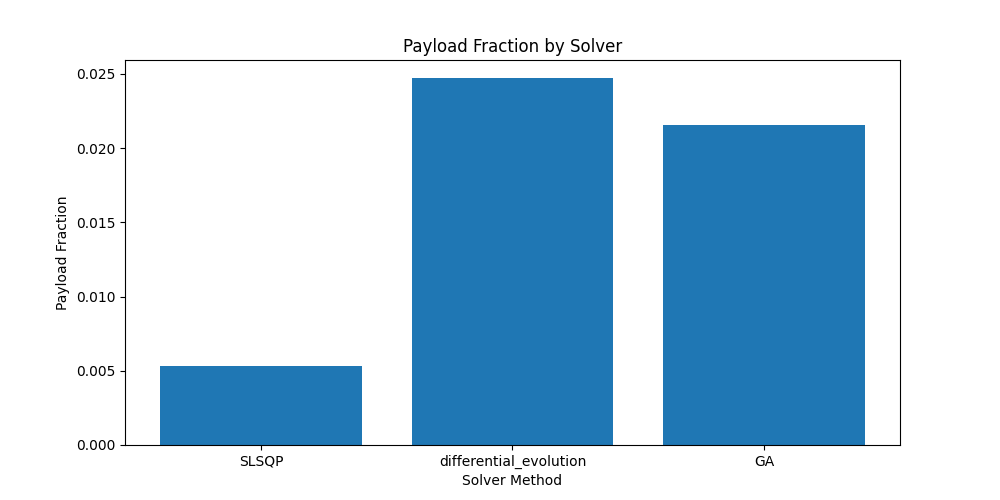 Payload Fraction by Solver
Payload Fraction
0.025
0.020
0.015
0.010
0.005
0.000
SLSQP
differential_evolution
GA
Solver Method